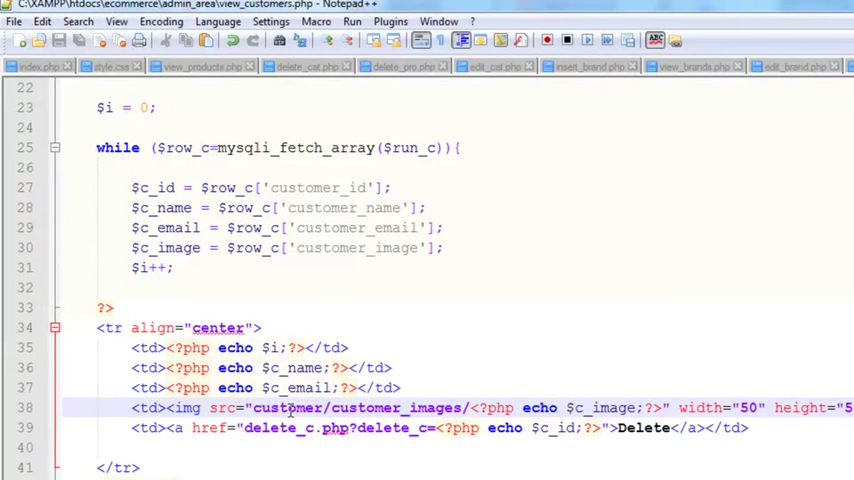 C:\XAMPP\htdocs\ecommerce\admin_area\view_customers.php - Notepad++
File Edit Search View Encoding Language Settings Macro Run Plugins Window ?
index.php style.css view_products.php delete_cat.php delete_pro.php edit_cat.php insert_brand.php view_brands.php edit_brand.php
22
23 $i = 0;
24
25 while ($row_c=mysqli_fetch_array($run_c)){
26
27 $c_id = $row_c['customer_id'];
28 $c_name = $row_c['customer_name'];
29 $c_email = $row_c['customer_email'];
30 $c_image = $row_c['customer_image'];
31 $i++;
32
33 ?>
34 <tr align="center">
35 <td><?php echo $i;?></td>
36 <td><?php echo $c_name;?></td>
37 <td><?php echo $c_email;?></td>
38 <td><img src="customer/customer_images/<?php echo $c_image;?>" width="50" height="5
39 <td><a href="delete_c.php?delete_c=<?php echo $c_id;?>">Delete</a></td>
40
41 </tr>